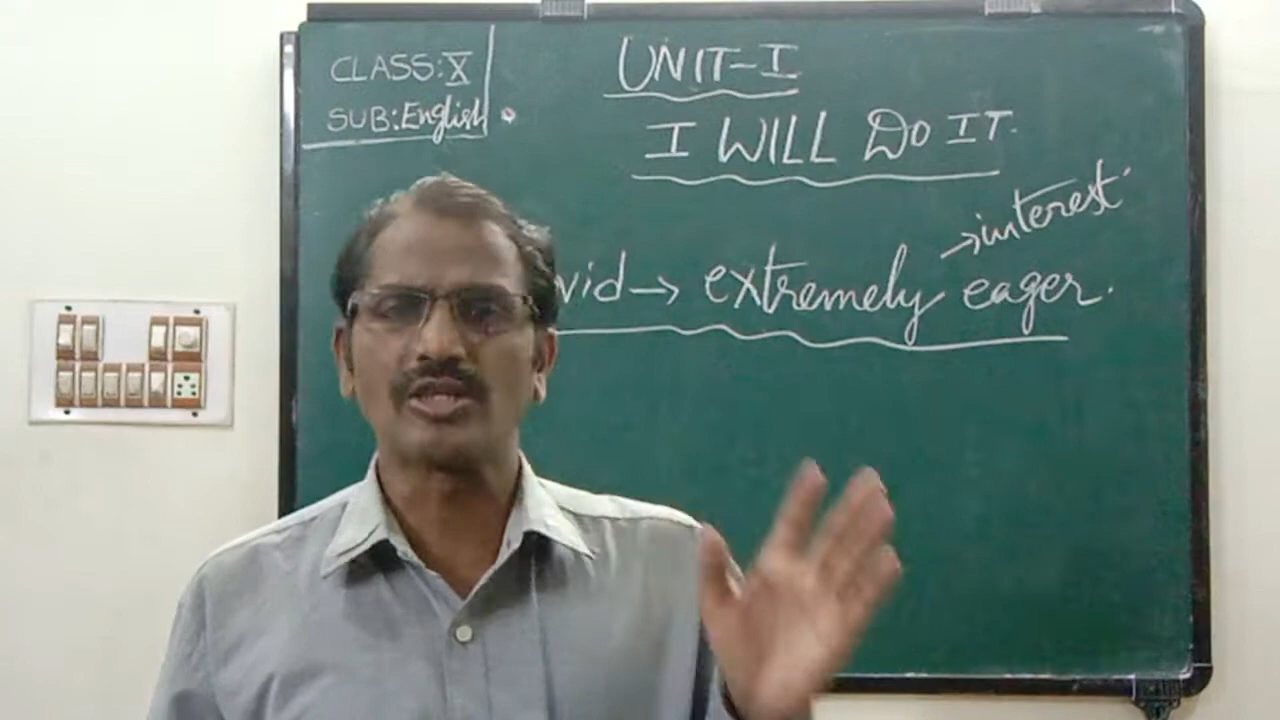 CLASS: X
SUB: English
UNIT-I
I WILL DO IT.
→interest
vid→ extremely eager.